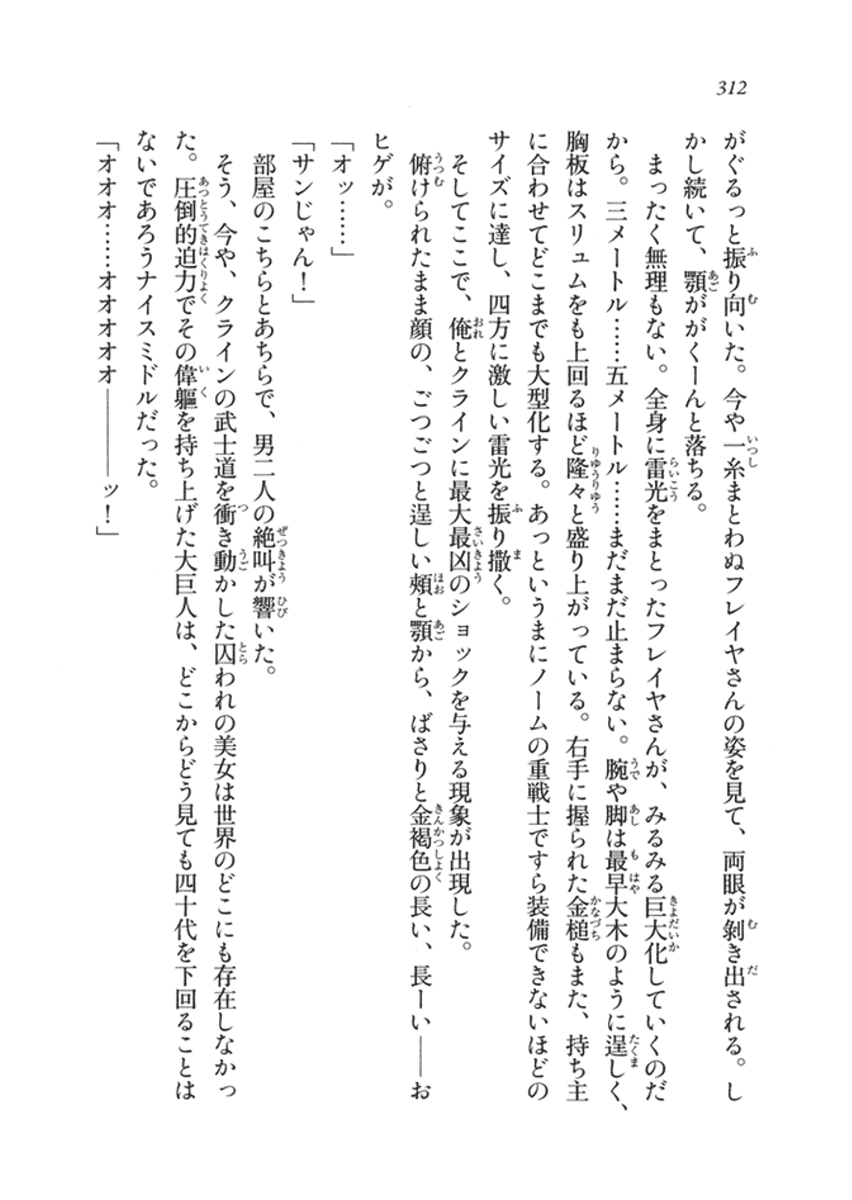 312
がぐるっと振り向いた。今や一糸まとわぬフレイヤさんの姿を見て、両眼が剝き出される。し
かし続いて、顎ががくーんと落ちる。
まったく無理もない。全身に雷光をまとったフレイヤさんが、みるみる巨大化していくのだ
から。三メートル……五メートル……まだまだ止まらない。腕や脚は最早大木のように逞しく、
胸板はスリュムをも上回るほど隆々と盛り上がっている。右手に握られた金槌もまた、持ち主
に合わせてどこまでも大型化する。あっというまにノームの重戦士ですら装備できないほどの
サイズに達し、四方に激しい雷光を振り撒く。
そしてここで、俺とクラインに最大最凶のショックを与える現象が出現した。
俯けられたまま顔の、ごつごつと逞しい頰と顎から、ばさりと金褐色の長い、長ーい――お
ヒゲが。
「オッ……」
「サンじゃん！」
部屋のこちらとあちらで、男二人の絶叫が響いた。
そう、今や、クラインの武士道を衝き動かした囚われの美女は世界のどこにも存在しなかっ
た。圧倒的迫力でその偉軀を持ち上げた大巨人は、どこからどう見ても四十代を下回ることは
ないであろうナイスミドルだった。
「オオオ……オオオオオ――――ッ！」